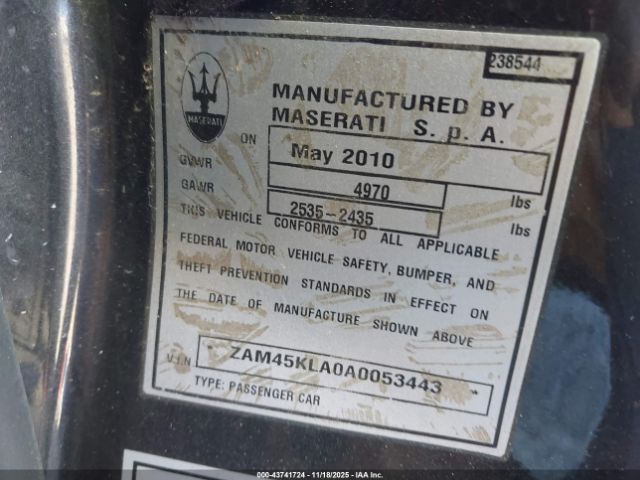 238544
MASERATI
MANUFACTURED BY
MASERATI S. p. A.
ON May 2010
GVWR 4970 lbs
GAWR 2535-2435 lbs
THIS VEHICLE CONFORMS TO ALL APPLICABLE
FEDERAL MOTOR VEHICLE SAFETY, BUMPER, AND
THEFT PREVENTION STANDARDS IN EFFECT ON
THE DATE OF MANUFACTURE SHOWN ABOVE
V.I.N * ZAM45KLA0A0053443 *
TYPE: PASSENGER CAR
000-43741724 - 11/18/2025 - IAA Inc.